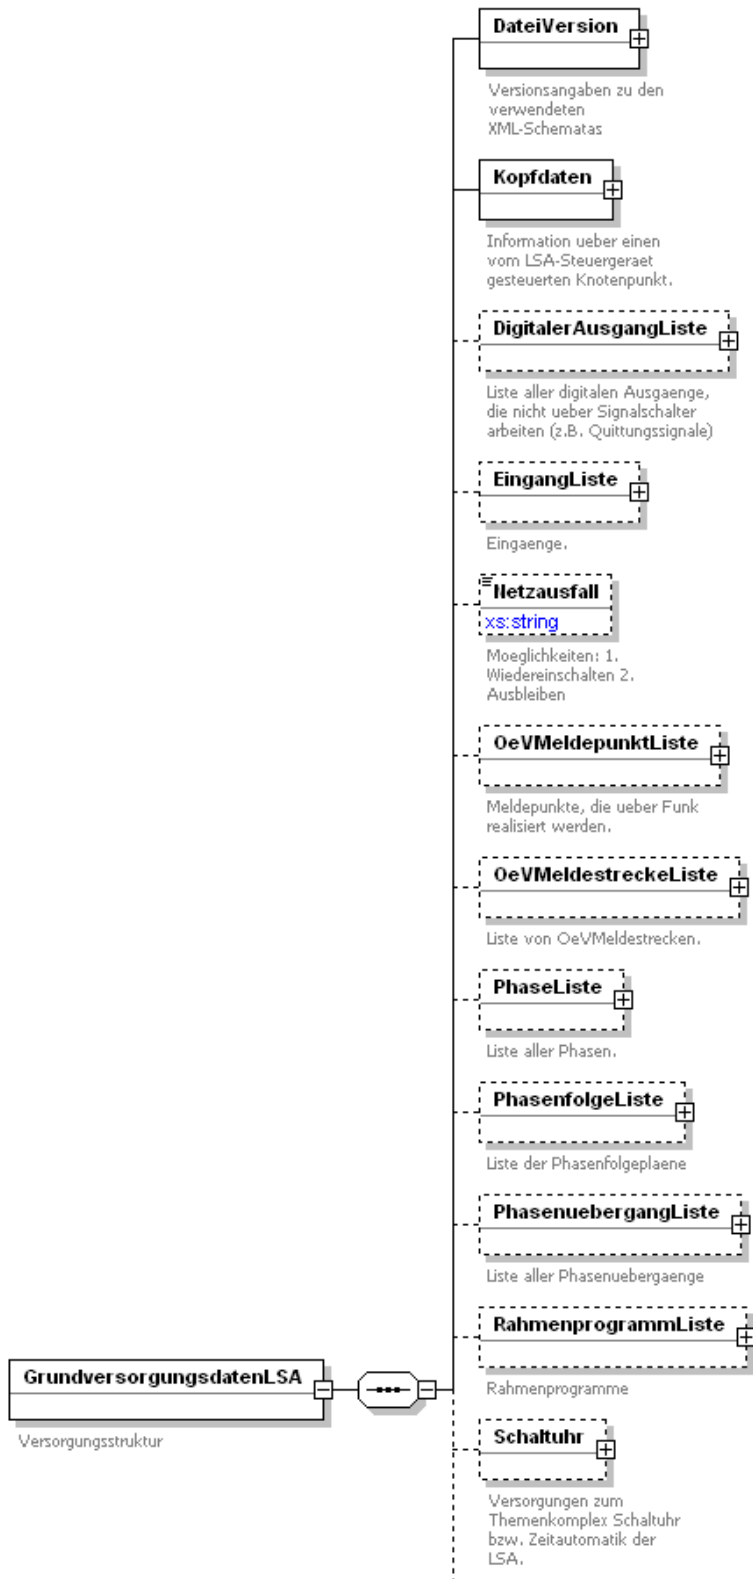 DateiVersion
Versionsangaben zu den
verwendeten
XML-Schematas
Kopfdaten
Information ueber einen
vom LSA-Steuergeraet
gesteuerten Knotenpunkt.
DigitalerAusgangListe
Liste aller digitalen Ausgaenge,
die nicht ueber Signalschalter
arbeiten (z.B. Quittungssignale)
EingangListe
Eingaenge.
Netzausfall
xs:string
Moeglichkeiten: 1.
Wiedereinschalten 2.
Ausbleiben
OeVMeldepunktListe
Meldepunkte, die ueber Funk
realisiert werden.
OeVMeldestreckeListe
Liste von OeVMeldestrecken.
PhaseListe
Liste aller Phasen.
PhasenfolgeListe
Liste der Phasenfolgeplaene
PhasenuebergangListe
Liste aller Phasenuebergaenge
RahmenprogrammListe
Rahmenprogramme
GrundversorgungsdatenLSA
Versorgungsstruktur
Schaltuhr
Versorgungen zum
Themenkomplex Schaltuhr
bzw. Zeitautomatik der
LSA.